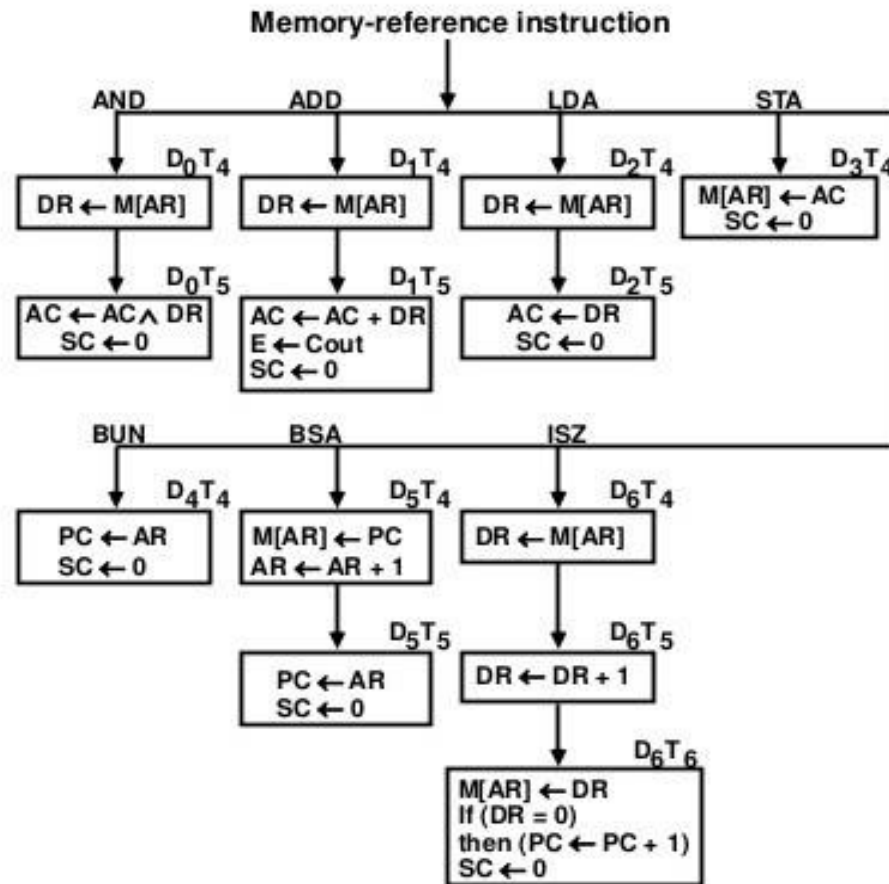 Memory-reference instruction
AND ADD LDA STA
D₀T₄ D₁T₄ D₂T₄ D₃T₄
DR ← M[AR] DR ← M[AR] DR ← M[AR] M[AR] ← AC
SC ← 0
D₀T₅ D₁T₅ D₂T₅
AC ← AC ∧ DR AC ← AC + DR AC ← DR
SC ← 0 E ← Cout SC ← 0
SC ← 0
BUN BSA ISZ
D₄T₄ D₅T₄ D₆T₄
PC ← AR M[AR] ← PC DR ← M[AR]
SC ← 0 AR ← AR + 1
D₅T₅ D₆T₅
PC ← AR DR ← DR + 1
SC ← 0
D₆T₆
M[AR] ← DR
If (DR = 0)
then (PC ← PC + 1)
SC ← 0